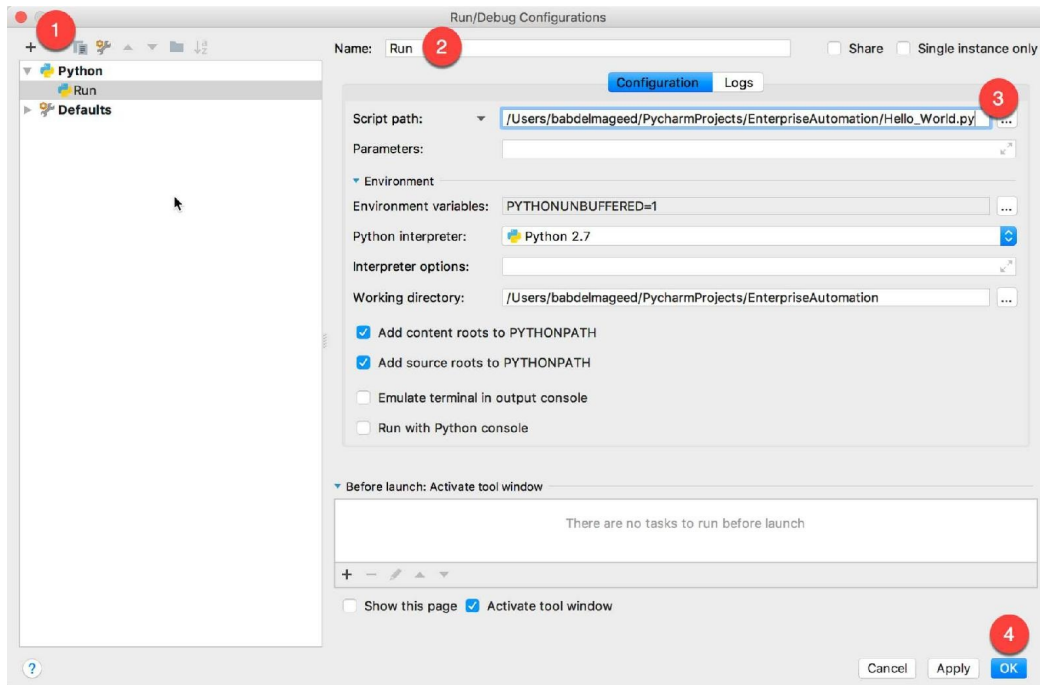 Run/Debug Configurations
1
Name: Run 2 Share Single instance only
Python
Run
Defaults
Configuration Logs
3
Script path: /Users/babdelmageed/PycharmProjects/EnterpriseAutomation/Hello_World.py ...
Parameters:
Environment
Environment variables: PYTHONUNBUFFERED=1 ...
Python interpreter: Python 2.7
Interpreter options:
Working directory: /Users/babdelmageed/PycharmProjects/EnterpriseAutomation ...
Add content roots to PYTHONPATH
Add source roots to PYTHONPATH
Emulate terminal in output console
Run with Python console
Before launch: Activate tool window
There are no tasks to run before launch
Show this page Activate tool window
4
? Cancel Apply OK